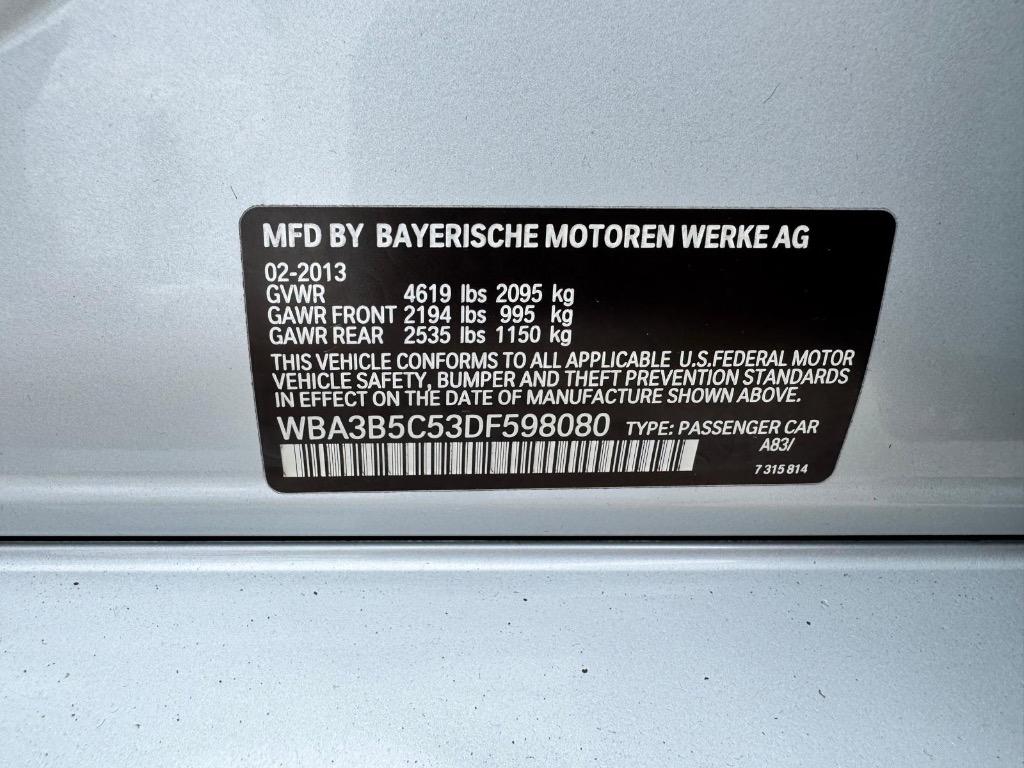 MFD BY BAYERISCHE MOTOREN WERKE AG
02-2013
GVWR 4619 lbs 2095 kg
GAWR FRONT 2194 lbs 995 kg
GAWR REAR 2535 lbs 1150 kg
THIS VEHICLE CONFORMS TO ALL APPLICABLE U.S.FEDERAL MOTOR
VEHICLE SAFETY, BUMPER AND THEFT PREVENTION STANDARDS
IN EFFECT ON THE DATE OF MANUFACTURE SHOWN ABOVE.
WBA3B5C53DF598080 TYPE: PASSENGER CAR
A83/
7 315 814